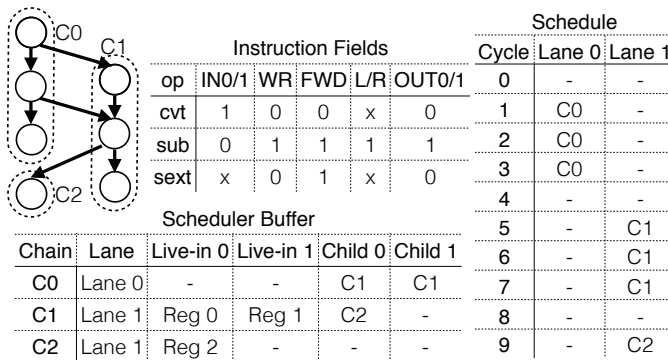 C0
C1
C2
Instruction Fields
op IN0/1 WR FWD L/R OUT0/1
cvt 1 0 0 x 0
sub 0 1 1 1 1
sext x 0 1 x 0
Scheduler Buffer
Chain Lane Live-in 0 Live-in 1 Child 0 Child 1
C0 Lane 0 - - C1 C1
C1 Lane 1 Reg 0 Reg 1 C2 -
C2 Lane 1 Reg 2 - - -
Schedule
Cycle Lane 0 Lane 1
0 - -
1 C0 -
2 C0 -
3 C0 -
4 - -
5 - C1
6 - C1
7 - C1
8 - -
9 - C2